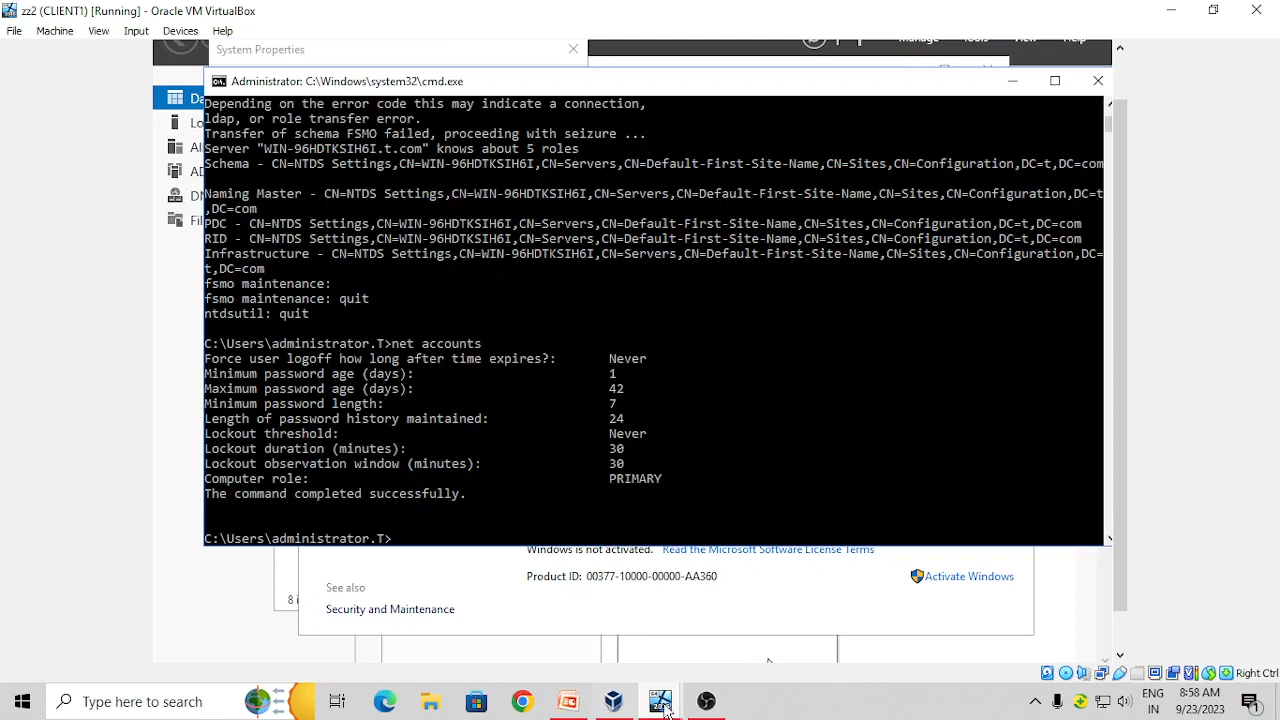 zz2 (CLIENT1) [Running] - Oracle VM VirtualBox
File Machine View Input Devices Help
System Properties
Manage Tools View Help
Administrator: C:\Windows\system32\cmd.exe
Depending on the error code this may indicate a connection,
ldap, or role transfer error.
Transfer of schema FSMO failed, proceeding with seizure ...
Server "WIN-96HDTKSIH6I.t.com" knows about 5 roles
Schema - CN=NTDS Settings,CN=WIN-96HDTKSIH6I,CN=Servers,CN=Default-First-Site-Name,CN=Sites,CN=Configuration,DC=t,DC=com
Naming Master - CN=NTDS Settings,CN=WIN-96HDTKSIH6I,CN=Servers,CN=Default-First-Site-Name,CN=Sites,CN=Configuration,DC=t
,DC=com
PDC - CN=NTDS Settings,CN=WIN-96HDTKSIH6I,CN=Servers,CN=Default-First-Site-Name,CN=Sites,CN=Configuration,DC=t,DC=com
RID - CN=NTDS Settings,CN=WIN-96HDTKSIH6I,CN=Servers,CN=Default-First-Site-Name,CN=Sites,CN=Configuration,DC=t,DC=com
Infrastructure - CN=NTDS Settings,CN=WIN-96HDTKSIH6I,CN=Servers,CN=Default-First-Site-Name,CN=Sites,CN=Configuration,DC=
t,DC=com
fsmo maintenance:
fsmo maintenance: quit
ntdsutil: quit
C:\Users\administrator.T>net accounts
Force user logoff how long after time expires?: Never
Minimum password age (days): 1
Maximum password age (days): 42
Minimum password length: 7
Length of password history maintained: 24
Lockout threshold: Never
Lockout duration (minutes): 30
Lockout observation window (minutes): 30
Computer role: PRIMARY
The command completed successfully.
C:\Users\administrator.T>
Windows is not activated. Read the Microsoft Software License Terms
Product ID: 00377-10000-00000-AA360
Activate Windows
See also
8 i
Security and Maintenance
Right Ctrl
Type here to search
ENG
IN
8:58 AM
9/23/2023